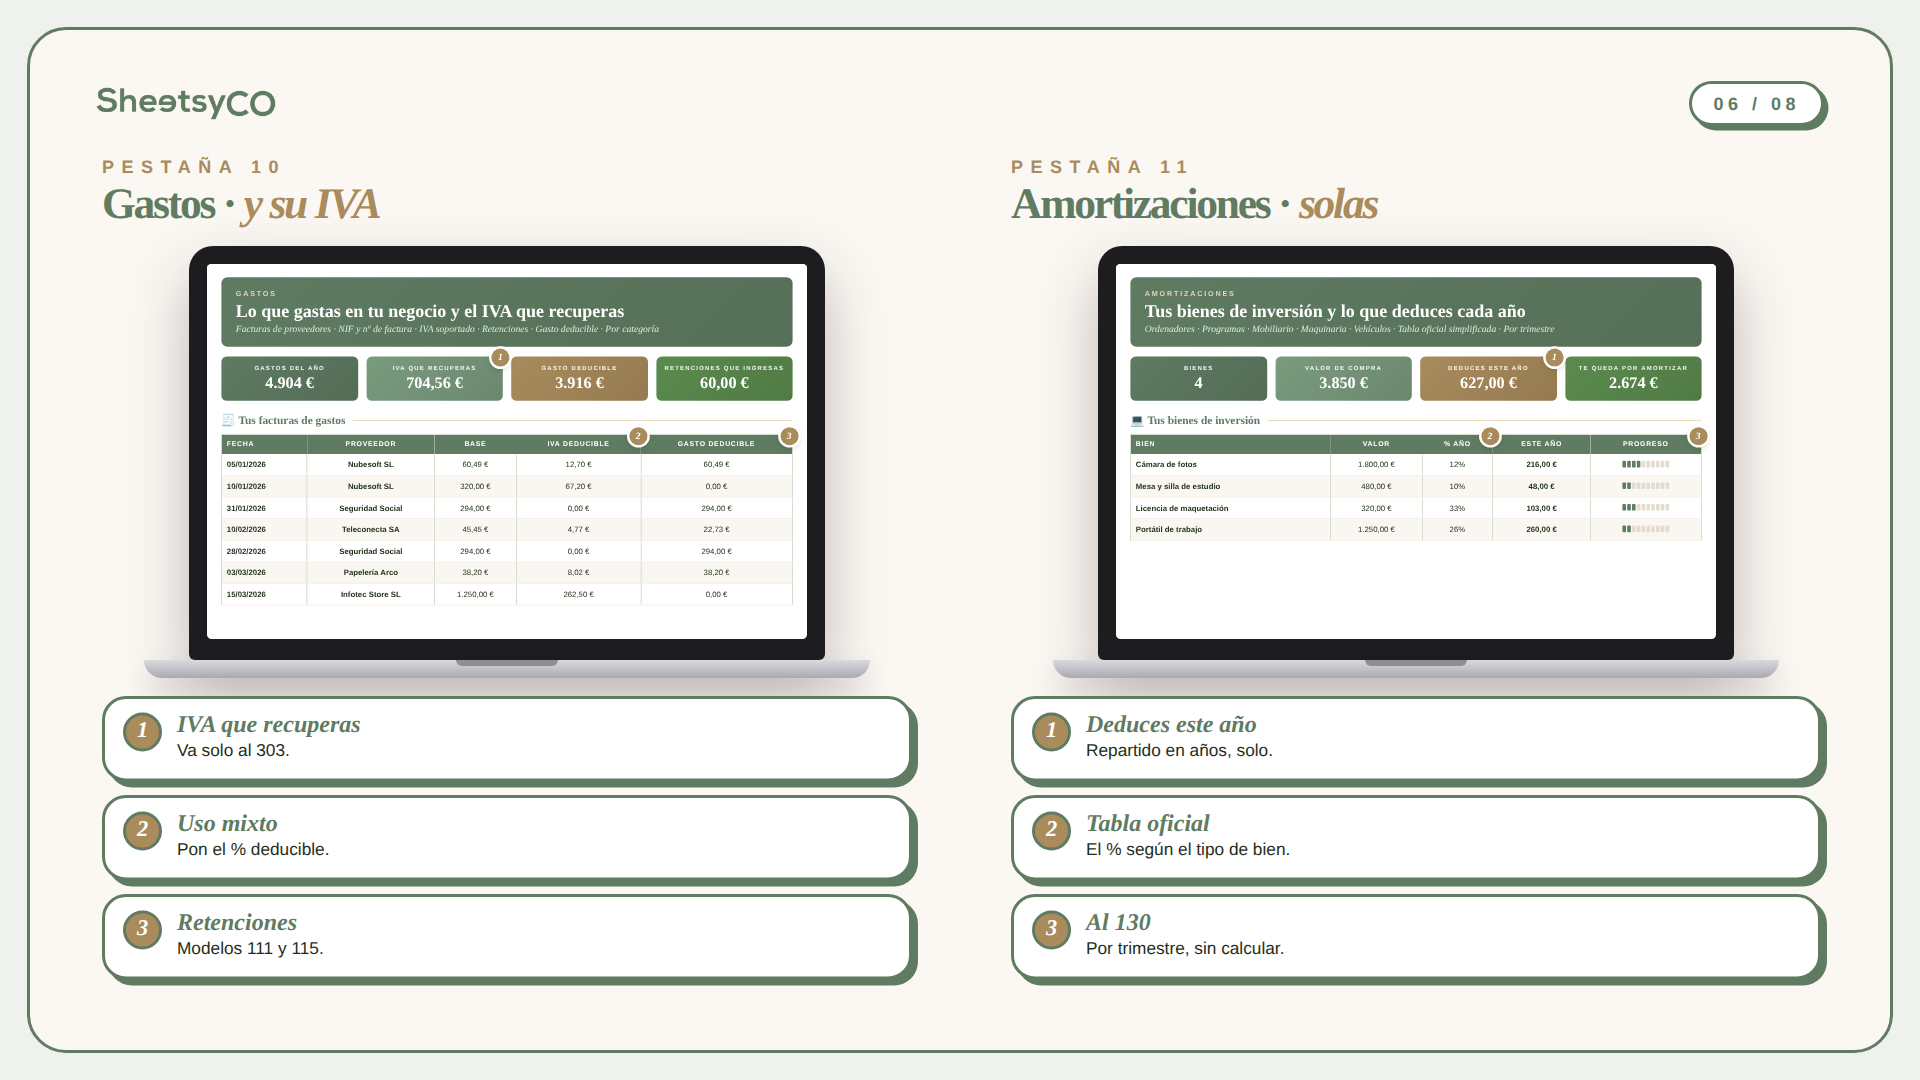 SheetsyCO
06 / 08
PESTAÑA 10
Gastos · y su IVA
GASTOS
Lo que gastas en tu negocio y el IVA que recuperas
Facturas de proveedores · NIF y nº de factura · IVA soportado · Retenciones · Gasto deducible · Por categoría
GASTOS DEL AÑO
4.904 €
IVA QUE RECUPERAS
704,56 €
1
GASTO DEDUCIBLE
3.916 €
RETENCIONES QUE INGRESAS
60,00 €
Tus facturas de gastos
FECHA PROVEEDOR BASE IVA DEDUCIBLE 2 GASTO DEDUCIBLE 3
05/01/2026 Nubesoft SL 60,49 € 12,70 € 60,49 €
10/01/2026 Nubesoft SL 320,00 € 67,20 € 0,00 €
31/01/2026 Seguridad Social 294,00 € 0,00 € 294,00 €
10/02/2026 Teleconecta SA 45,45 € 4,77 € 22,73 €
28/02/2026 Seguridad Social 294,00 € 0,00 € 294,00 €
03/03/2026 Papelería Arco 38,20 € 8,02 € 38,20 €
15/03/2026 Infotec Store SL 1.250,00 € 262,50 € 0,00 €
1 IVA que recuperas
Va solo al 303.
2 Uso mixto
Pon el % deducible.
3 Retenciones
Modelos 111 y 115.
PESTAÑA 11
Amortizaciones · solas
AMORTIZACIONES
Tus bienes de inversión y lo que deduces cada año
Ordenadores · Programas · Mobiliario · Maquinaria · Vehículos · Tabla oficial simplificada · Por trimestre
BIENES
4
VALOR DE COMPRA
3.850 €
DEDUCES ESTE AÑO
627,00 €
1
TE QUEDA POR AMORTIZAR
2.674 €
Tus bienes de inversión
BIEN VALOR % AÑO 2 ESTE AÑO PROGRESO 3
Cámara de fotos 1.800,00 € 12% 216,00 €
Mesa y silla de estudio 480,00 € 10% 48,00 €
Licencia de maquetación 320,00 € 33% 103,00 €
Portátil de trabajo 1.250,00 € 26% 260,00 €
1 Deduces este año
Repartido en años, solo.
2 Tabla oficial
El % según el tipo de bien.
3 Al 130
Por trimestre, sin calcular.